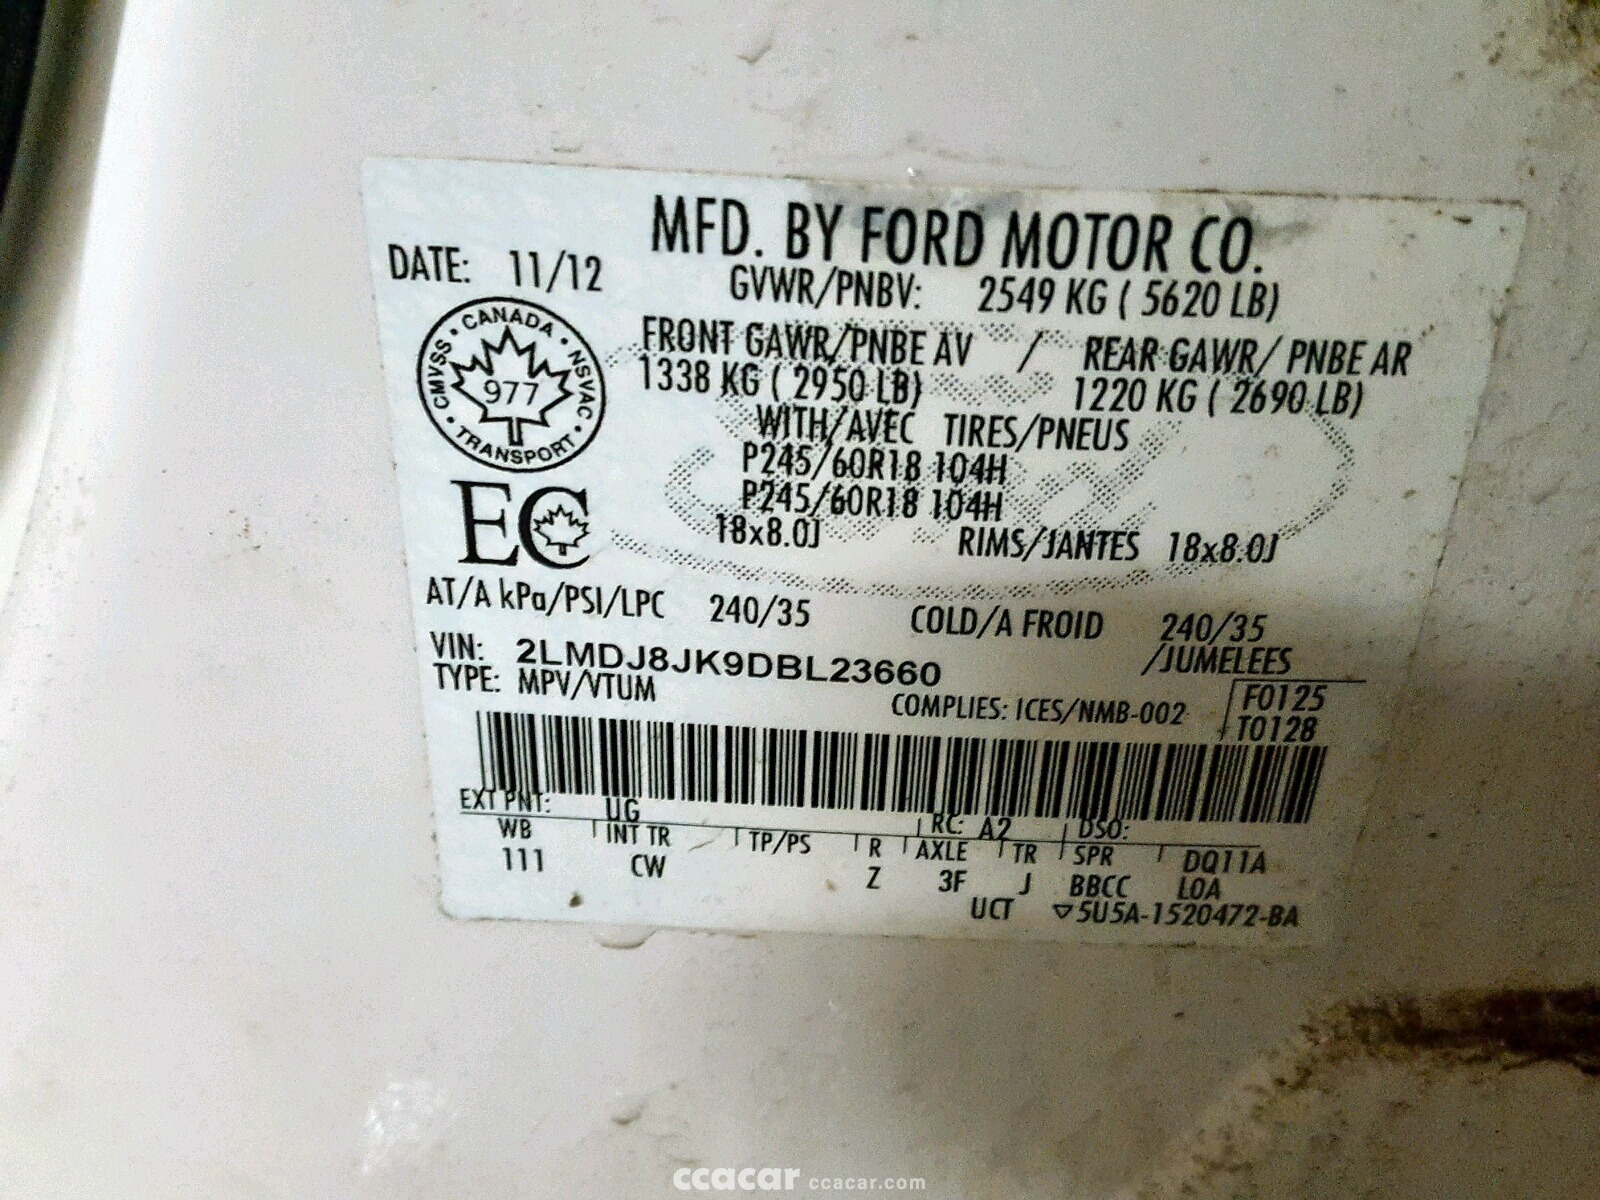 MFD. BY FORD MOTOR CO.
DATE: 11/12
GVWR/PNBV: 2549 KG ( 5620 LB)
CANADA · NSVAC · TRANSPORT · CMVSS ·
977
FRONT GAWR/PNBE AV / REAR GAWR/ PNBE AR
1338 KG ( 2950 LB) 1220 KG ( 2690 LB)
WITH/AVEC TIRES/PNEUS
P245/60R18 104H
P245/60R18 104H
EC
18x8.0J RIMS/JANTES 18x8.0J
AT/A kPa/PSI/LPC 240/35 COLD/A FROID 240/35
VIN: 2LMDJ8JK9DBL23660 /JUMELEES
TYPE: MPV/VTUM
COMPLIES: ICES/NMB-002
F0125
T0128
EXT PNT: UG RC: A2 DSO:
WB INT TR TP/PS R AXLE TR SPR DQ11A
111 CW Z 3F J BBCC LOA
UCT ▽5U5A-1520472-BA
ccacar ccacar.com